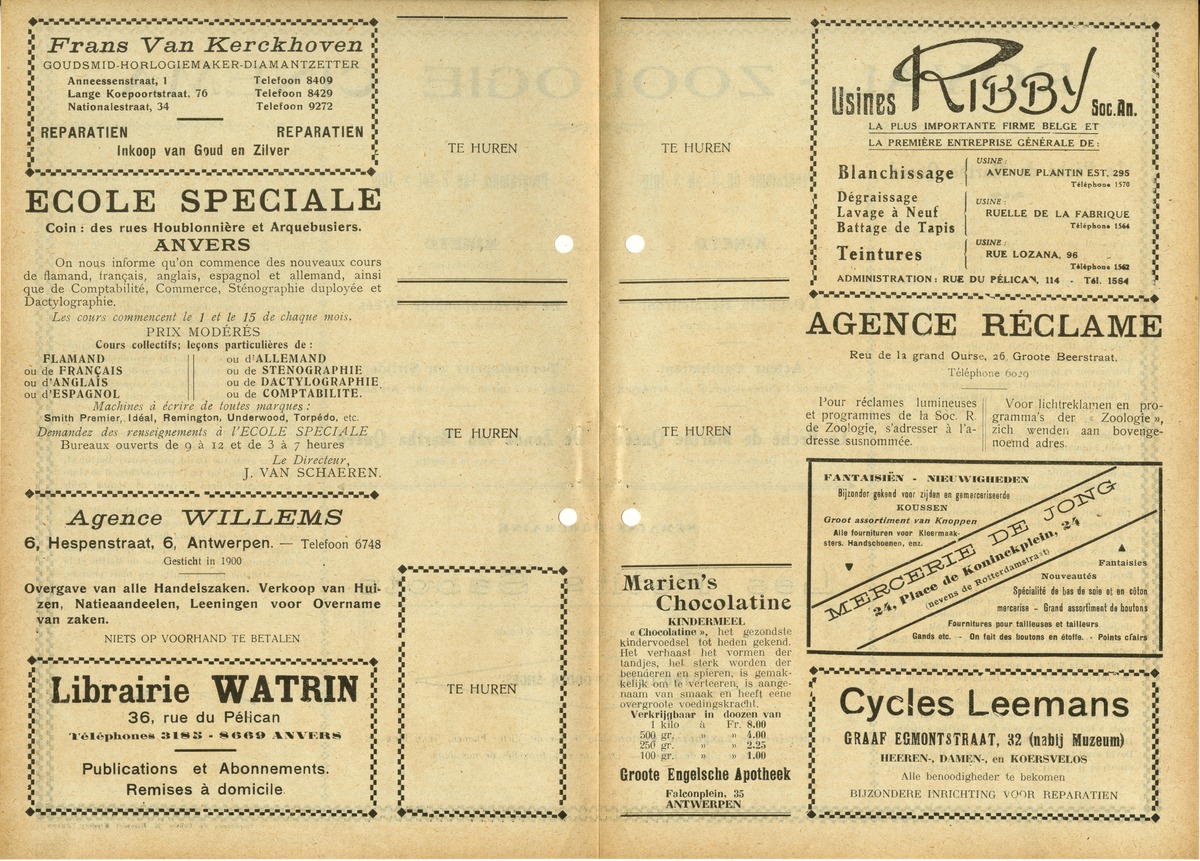 Frans Van Kerckhoven
GOUDSMID-HORLOGIEMAKER-DIAMANTZETTER
Anneessenstraat, 1 Telefoon 8409
Lange Koepoortstraat, 76 Telefoon 8429
Nationalestraat, 34 Telefoon 9272
REPARATIEN REPARATIEN
Inkoop van Goud en Zilver
ECOLE SPECIALE
Coin : des rues Houblonnière et Arquebusiers.
ANVERS
On nous informe qu'on commence des nouveaux cours
de flamand, français, anglais, espagnol et allemand, ainsi
que de Comptabilité, Commerce, Sténographie duployée et
Dactylographie.
Les cours commencent le 1 et le 15 de chaque mois.
PRIX MODÉRÉS
Cours collectifs; leçons particulières de :
FLAMAND ou d'ALLEMAND
ou de FRANÇAIS ou de STENOGRAPHIE
ou d'ANGLAIS ou de DACTYLOGRAPHIE
ou d'ESPAGNOL ou de COMPTABILITE.
Machines à écrire de toutes marques :
Smith Premier, Idéal, Remington, Underwood, Torpédo, etc.
Demandez des renseignements à l'ECOLE SPECIALE
Bureaux ouverts de 9 à 12 et de 3 à 7 heures
Le Directeur,
J. VAN SCHAEREN.
Agence WILLEMS
6, Hespenstraat, 6, Antwerpen. — Telefoon 6748
Gesticht in 1900
Overgave van alle Handelszaken. Verkoop van Hui-
zen, Natieaandeelen, Leeningen voor Overname
van zaken.
NIETS OP VOORHAND TE BETALEN
Librairie WATRIN
36, rue du Pélican
Téléphones 3185 - 8669 ANVERS
Publications et Abonnements.
Remises à domicile
TE HUREN
TE HUREN
TE HUREN
TE HUREN
TE HUREN
Marien's
Chocolatine
KINDERMEEL
« Chocolatine », het gezondste
kindervoedsel tot heden gekend.
Het verhaast het vormen der
tandjes, het sterk worden der
beenderen en spieren, is gemak-
kelijk om te verteeren, is aange-
naam van smaak en heeft eene
overgroote voedingskracht.
Verkrijgbaar in doozen van
1 kilo à Fr. 8.00
500 gr. » » 4.00
250 gr. » » 2.25
100 gr. » » 1.00
Groote Engelsche Apotheek
Falconplein, 35
ANTWERPEN
Usines RIBBY Soc.An.
LA PLUS IMPORTANTE FIRME BELGE ET
LA PREMIÈRE ENTREPRISE GÉNÉRALE DE :
Blanchissage
USINE :
AVENUE PLANTIN EST, 295
Téléphone 1570
Dégraissage
Lavage à Neuf
Battage de Tapis
USINE :
RUELLE DE LA FABRIQUE
Téléphone 1564
Teintures
USINE :
RUE LOZANA, 96
Téléphone 1562
ADMINISTRATION : RUE DU PÉLICAN, 114 - Tél. 1564
AGENCE RÉCLAME
Reu de la grand Ourse, 26, Groote Beerstraat.
Téléphone 6029
Pour réclames lumineuses
et programmes de la Soc. R.
de Zoologie, s'adresser à l'a-
dresse susnommée.
Voor lichtreklamen en pro-
gramma's der « Zoologie »,
zich wenden aan bovenge-
noemd adres.
FANTAISIËN - NIEUWIGHEDEN
Bijzonder gekend voor zijden en gemerceriseerde
KOUSSEN
Groot assortiment van Knoppen
Alle fournituren voor Kleermaak-
sters. Handschoenen, enz.
MERCERIE DE JONG
24, Place de Koninckplein, 24
(nevens de Rotterdamstraat)
Fantaisies
Nouveautés
Spécialité de bas de soie et en côton
mercerise - Grand assortiment de boutons
Fournitures pour tailleuses et tailleurs
Gands etc. - On fait des boutons en étoffe. - Points clairs
Cycles Leemans
GRAAF EGMONTSTRAAT, 32 (nabij Muzeum)
HEEREN-, DAMEN-, en KOERSVELOS
Alle benoodigheder te bekomen
BIJZONDERE INRICHTING VOOR REPARATIEN